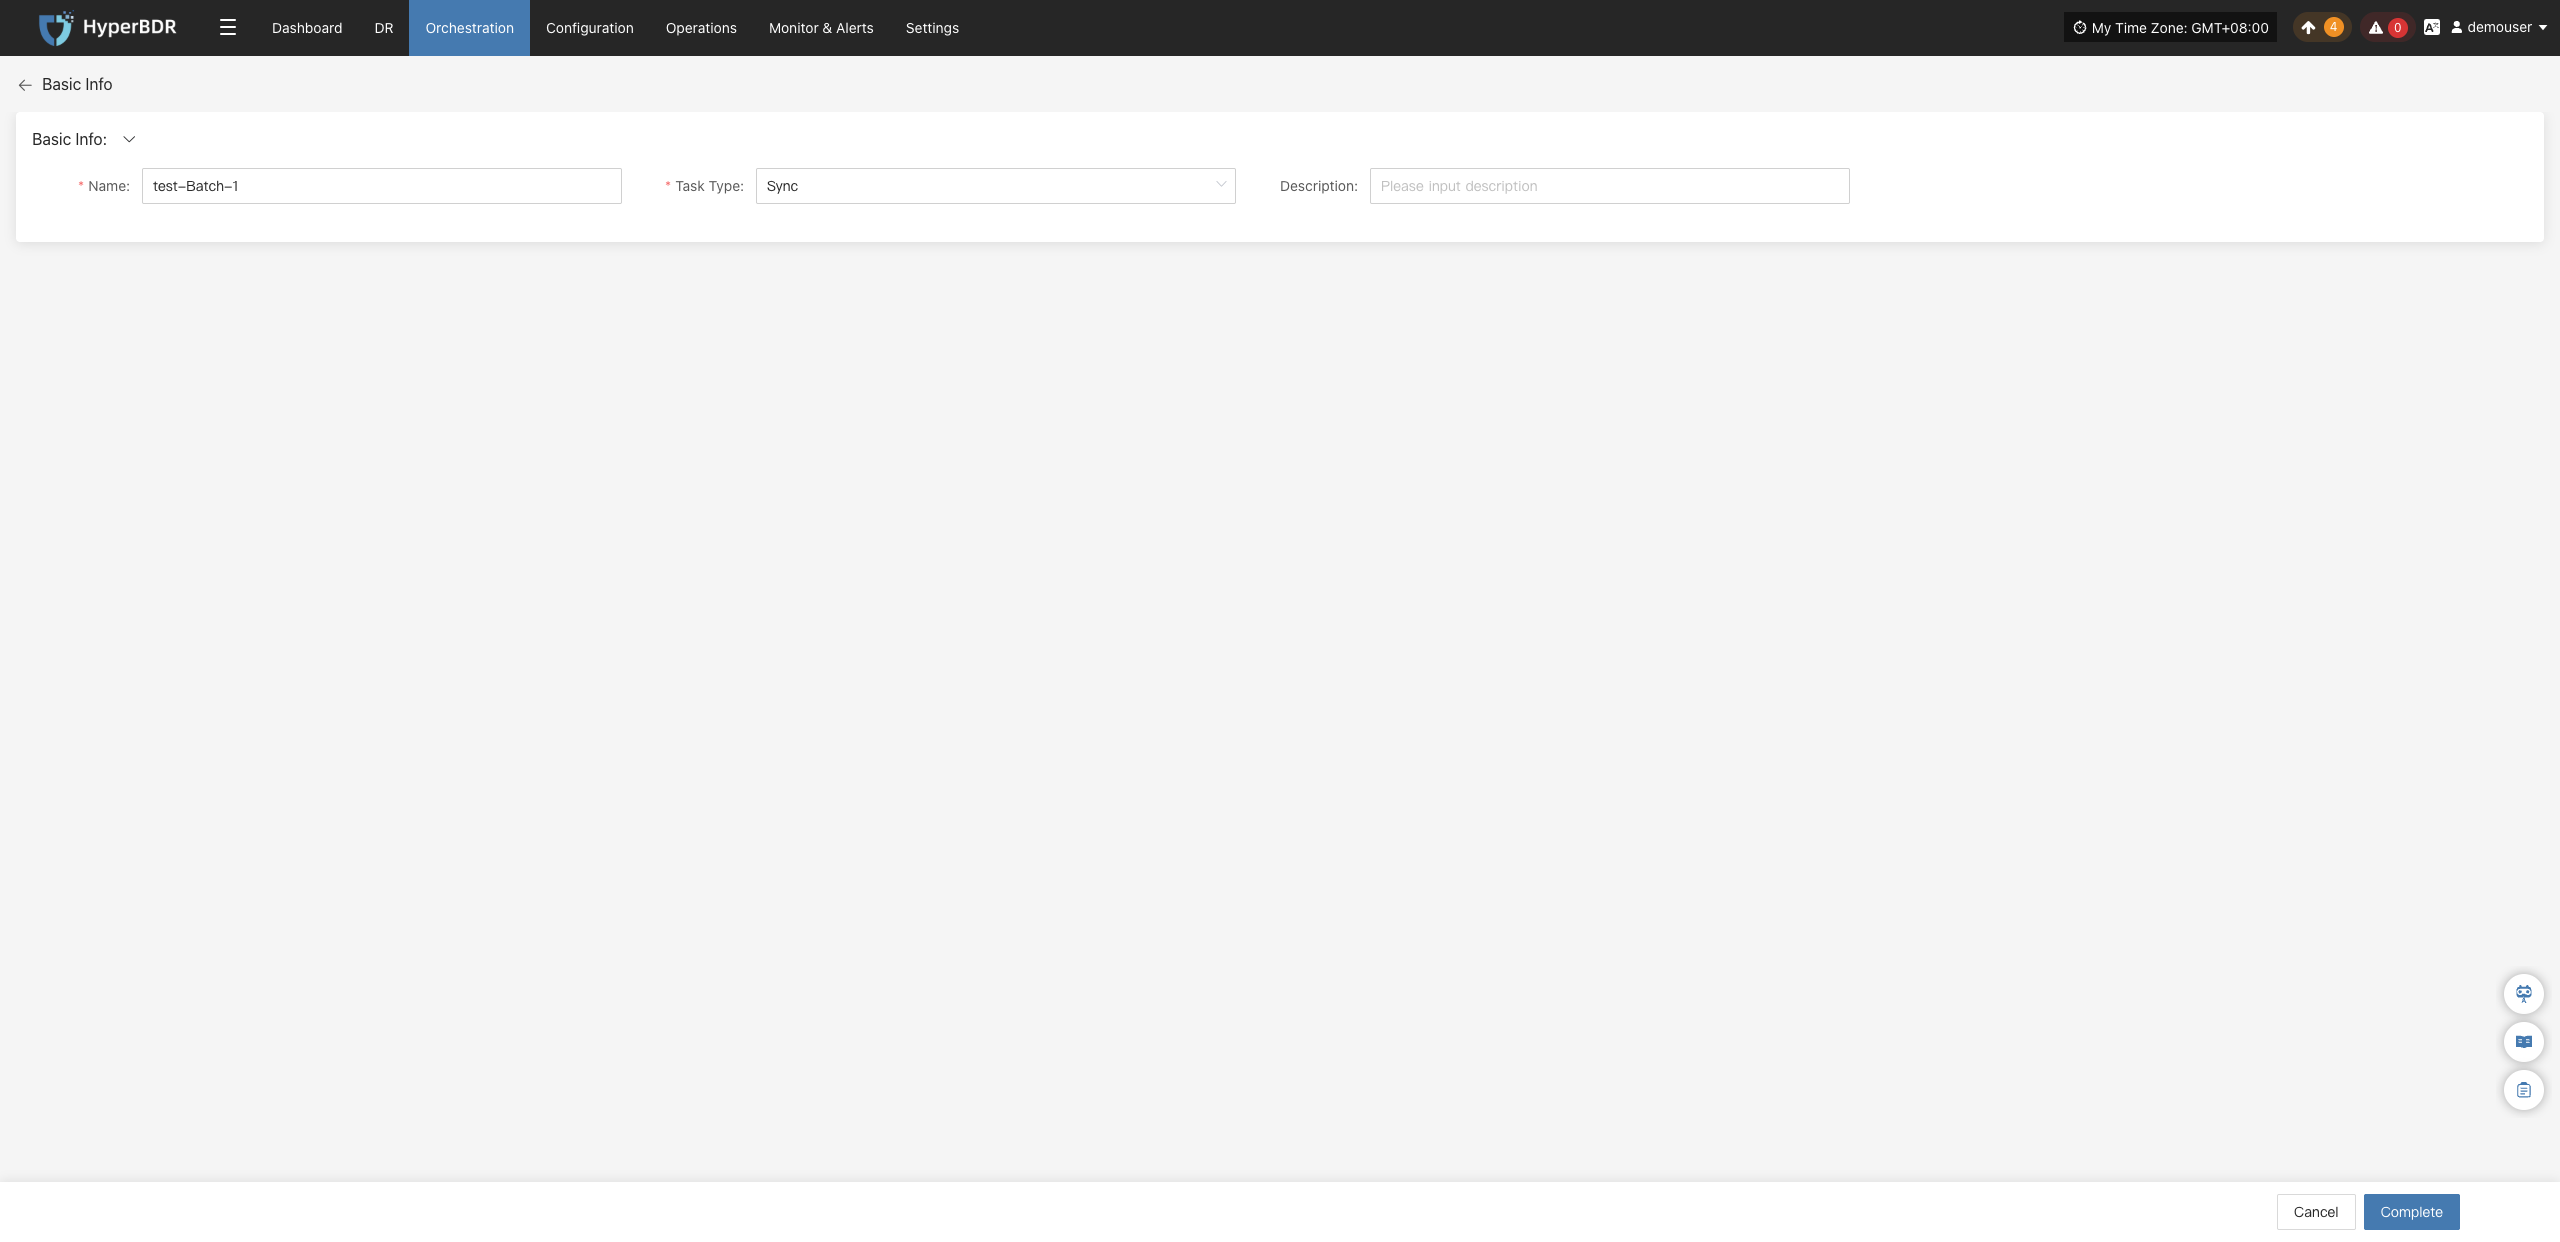 HyperBDR
Dashboard DR Orchestration Configuration Operations Monitor & Alerts Settings My Time Zone: GMT+08:00 4 0 demouser
Basic Info
Basic Info:
* Name: test-Batch-1 * Task Type: Sync Description: Please input description
Cancel Complete